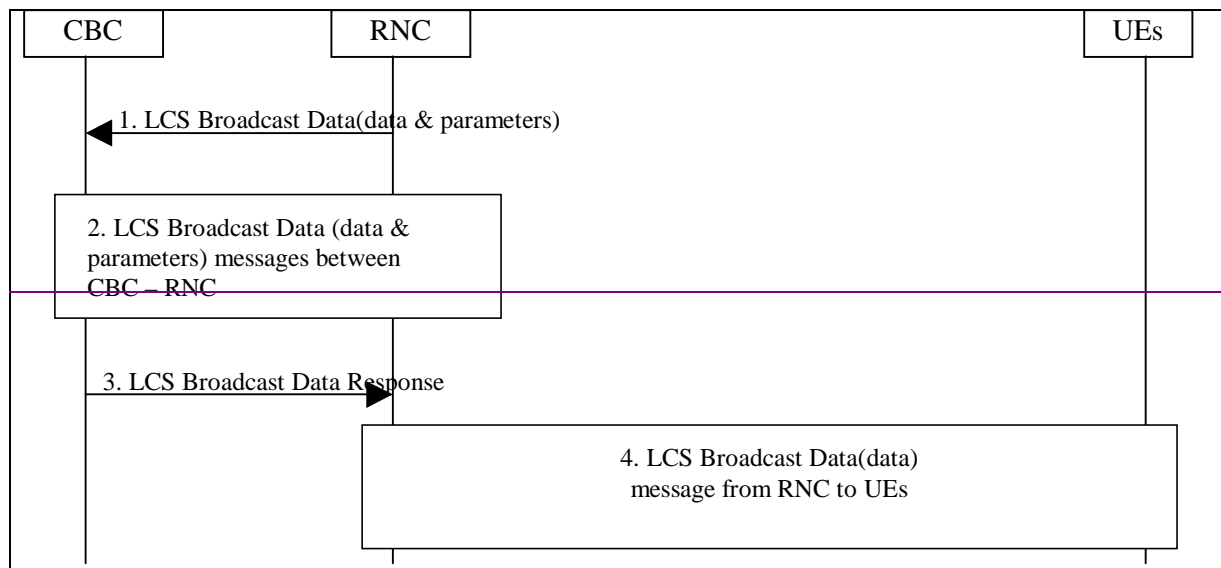 CBC
RNC
UEs
1. LCS Broadcast Data(data & parameters)
2. LCS Broadcast Data (data &
parameters) messages between
CBC – RNC
3. LCS Broadcast Data Response
4. LCS Broadcast Data(data)
message from RNC to UEs